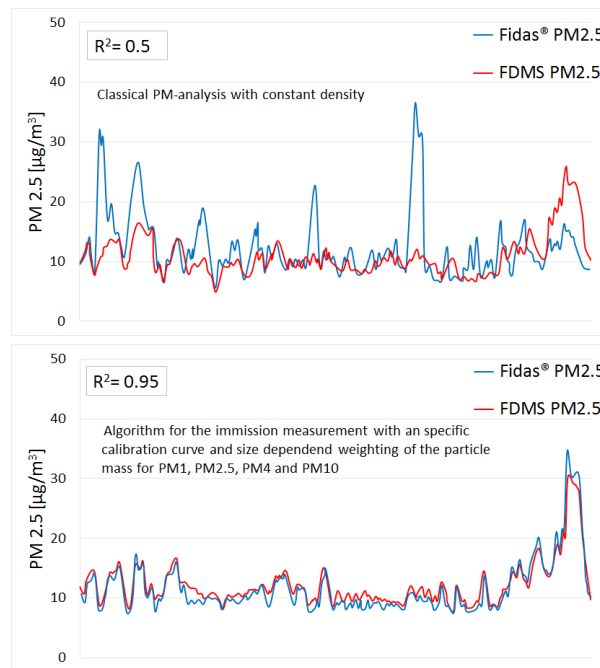 50
R²= 0.5
Fidas® PM2.5
40
FDMS PM2.5
Classical PM-analysis with constant density
30
PM 2.5 [µg/m³]
20
10
0
50
R²= 0.95
Fidas® PM2.5
40
FDMS PM2.5
Algorithm for the immission measurement with an specific
calibration curve and size dependend weighting of the particle
mass for PM1, PM2.5, PM4 and PM10
30
PM 2.5 [µg/m³]
20
10
0